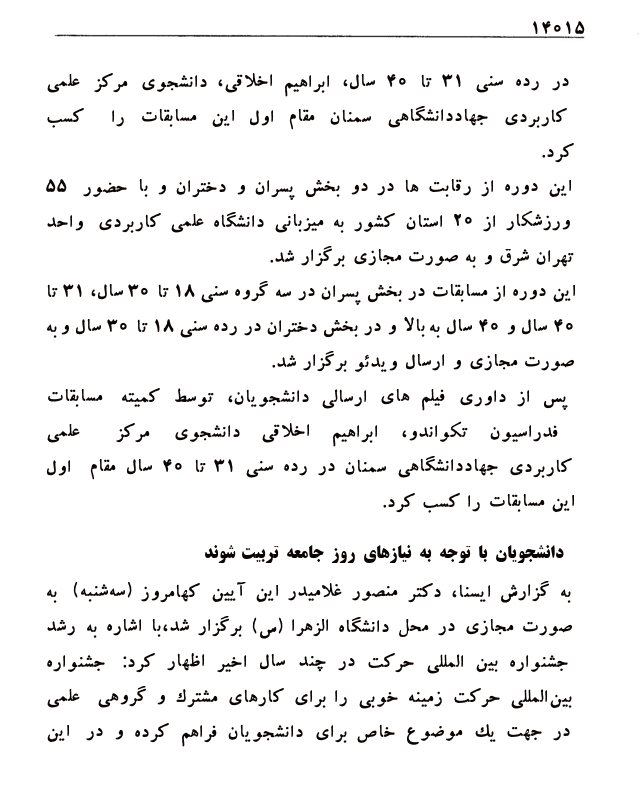 ۱۴۰۱۵
در رده سنی ۳۱ تا ۴۰ سال، ابراهیم اخلاقی، دانشجوی مرکز علمی
کاربردی جهاددانشگاهی سمنان مقام اول این مسابقات را کسب
کرد.
این دوره از رقابت ها در دو بخش پسران و دختران و با حضور ۵۵
ورزشکار از ۲۰ استان کشور به میزبانی دانشگاه علمی کاربردی واحد
تهران شرق و به صورت مجازی برگزار شد.
این دوره از مسابقات در بخش پسران در سه گروه سنی ۱۸ تا ۳۰ سال، ۳۱ تا
۴۰ سال و ۴۰ سال به بالا و در بخش دختران در رده سنی ۱۸ تا ۳۰ سال و به
صورت مجازی و ارسال ویدئو برگزار شد.
پس از داوری فیلم های ارسالی دانشجویان، توسط کمیته مسابقات
فدراسیون تکواندو، ابراهیم اخلاقی دانشجوی مرکز علمی
کاربردی جهاددانشگاهی سمنان در رده سنی ۳۱ تا ۴۰ سال مقام اول
این مسابقات را کسب کرد.
دانشجویان با توجه به نیازهای روز جامعه تربیت شوند
به گزارش ایسنا، دکتر منصور غلامیدر این آیین کهامروز (سه‌شنبه) به
صورت مجازی در محل دانشگاه الزهرا (س) برگزار شد،با اشاره به رشد
جشنواره بین المللی حرکت در چند سال اخیر اظهار کرد: جشنواره
بین‌المللی حرکت زمینه خوبی را برای کارهای مشترك و گروهی علمی
در جهت یك موضوع خاص برای دانشجویان فراهم کرده و در این